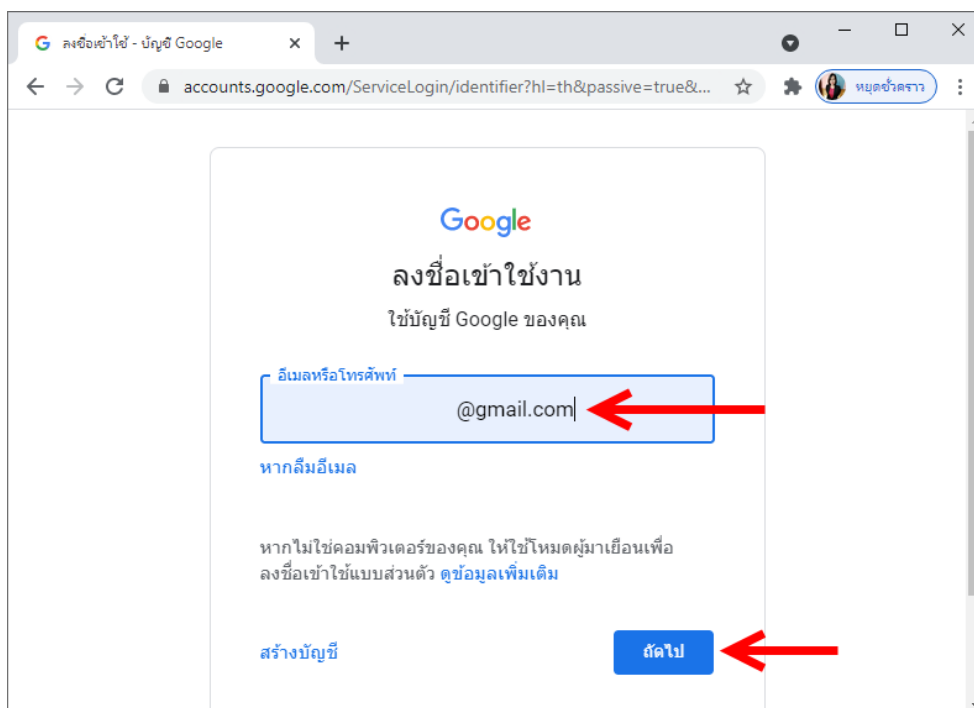 ลงชื่อเข้าใช้ - บัญชี Google
accounts.google.com/ServiceLogin/identifier?hl=th&passive=true&...
หยุดชั่วคราว
Google
ลงชื่อเข้าใช้งาน
ใช้บัญชี Google ของคุณ
อีเมลหรือโทรศัพท์
@gmail.com
หากลืมอีเมล
หากไม่ใช่คอมพิวเตอร์ของคุณ ให้ใช้โหมดผู้มาเยือนเพื่อ
ลงชื่อเข้าใช้แบบส่วนตัว ดูข้อมูลเพิ่มเติม
สร้างบัญชี
ถัดไป